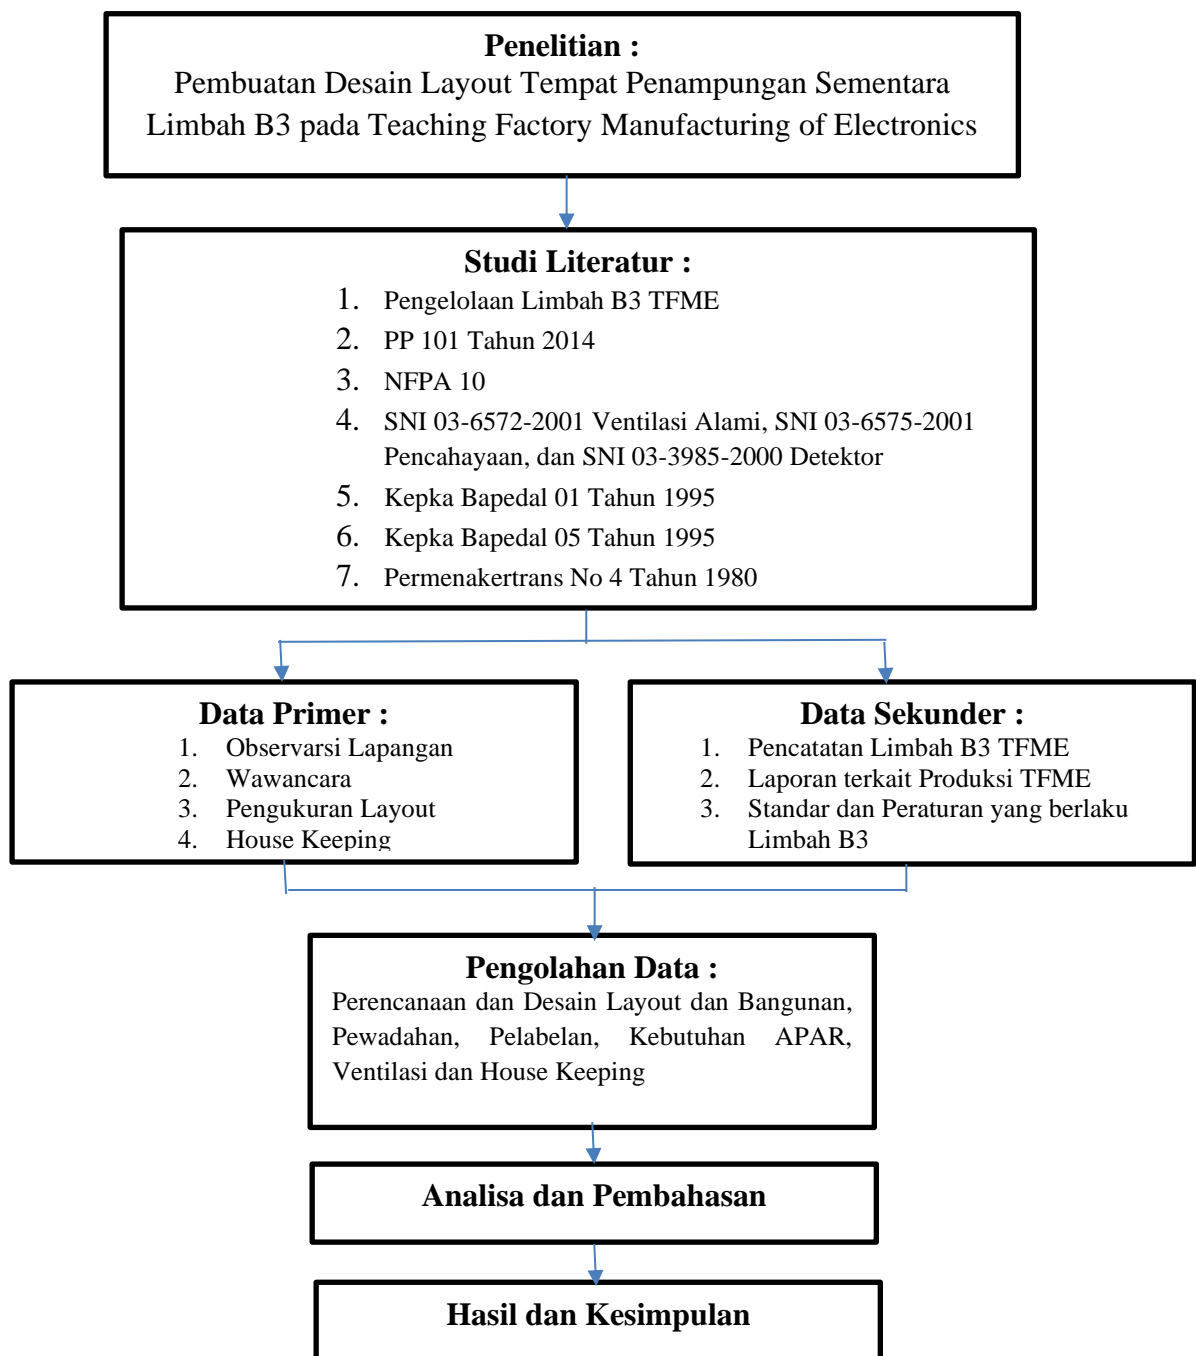 Penelitian :
Pembuatan Desain Layout Tempat Penampungan Sementara
Limbah B3 pada Teaching Factory Manufacturing of Electronics
Studi Literatur :
1. Pengelolaan Limbah B3 TFME
2. PP 101 Tahun 2014
3. NFPA 10
4. SNI 03-6572-2001 Ventilasi Alami, SNI 03-6575-2001
Pencahayaan, dan SNI 03-3985-2000 Detektor
5. Kepka Bapedal 01 Tahun 1995
6. Kepka Bapedal 05 Tahun 1995
7. Permenakertrans No 4 Tahun 1980
Data Primer :
1. Observarsi Lapangan
2. Wawancara
3. Pengukuran Layout
4. House Keeping
Data Sekunder :
1. Pencatatan Limbah B3 TFME
2. Laporan terkait Produksi TFME
3. Standar dan Peraturan yang berlaku
Limbah B3
Pengolahan Data :
Perencanaan dan Desain Layout dan Bangunan,
Pewadahan, Pelabelan, Kebutuhan APAR,
Ventilasi dan House Keeping
Analisa dan Pembahasan
Hasil dan Kesimpulan